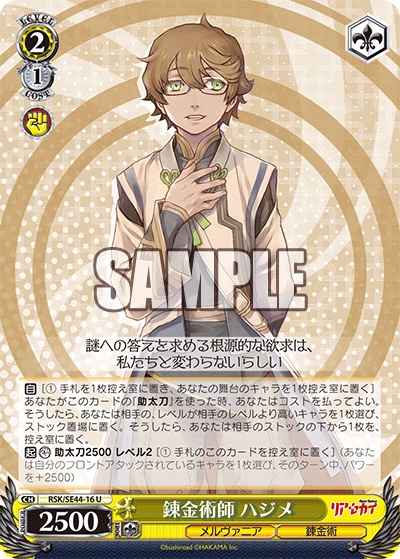 LEVEL
2
1
COST
SAMPLE
謎への答えを求める根源的な欲求は、
私たちと変わらないらしい
自 [① 手札を1枚控え室に置き、あなたの舞台のキャラを1枚控え室に置く]
あなたがこのカードの「助太刀」を使った時、あなたはコストを払ってよい。
そうしたら、あなたは相手の、レベルが相手のレベルより高いキャラを1枚選び、
ストック置場に置く。そうしたら、あなたは相手のストックの下から1枚を、
控え室に置く。
起 助太刀2500 レベル2 [① 手札のこのカードを控え室に置く] (あなた
は自分のフロントアタックされているキャラを1枚選び、そのターン中、パワー
を+2500)
CH RSK/SE44-16 U
POWER
2500
錬金術師 ハジメ
リアセカイ
メルヴァニア
錬金術
©bushiroad ©HAKAMA Inc.